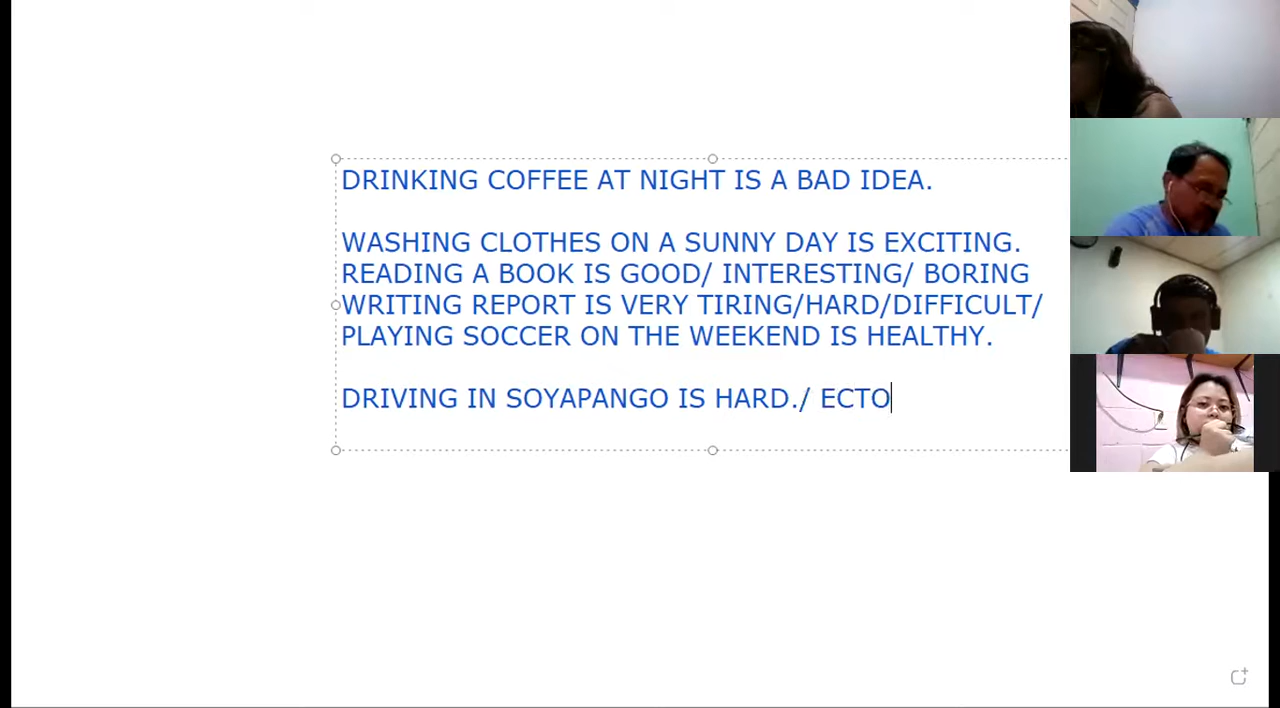 DRINKING COFFEE AT NIGHT IS A BAD IDEA.
WASHING CLOTHES ON A SUNNY DAY IS EXCITING.
READING A BOOK IS GOOD/ INTERESTING/ BORING
WRITING REPORT IS VERY TIRING/HARD/DIFFICULT/
PLAYING SOCCER ON THE WEEKEND IS HEALTHY.
DRIVING IN SOYAPANGO IS HARD./ ECTO